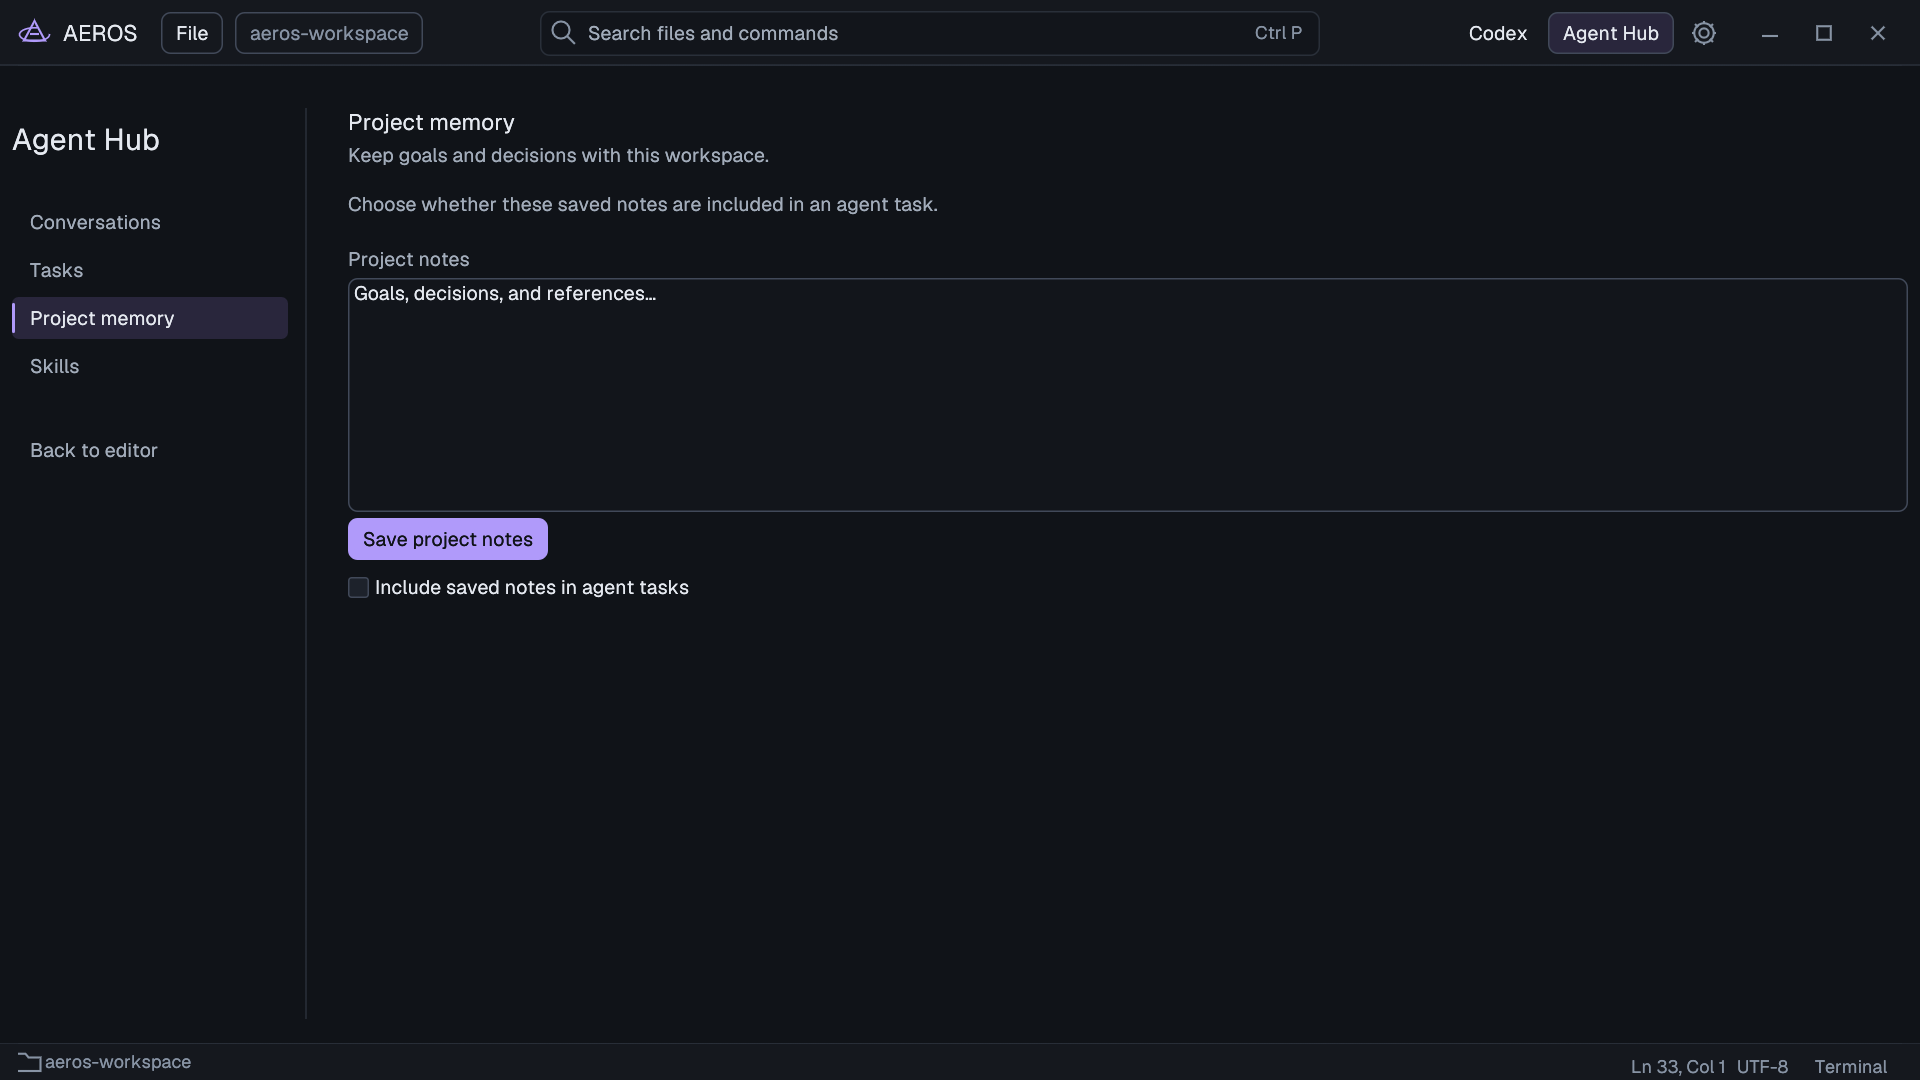 AEROS File aeros-workspace Search files and commands Ctrl P Codex Agent Hub
Agent Hub
Conversations
Tasks
Project memory
Skills
Back to editor
Project memory
Keep goals and decisions with this workspace.
Choose whether these saved notes are included in an agent task.
Project notes
Goals, decisions, and references...
Save project notes
Include saved notes in agent tasks
aeros-workspace Ln 33, Col 1 UTF-8 Terminal